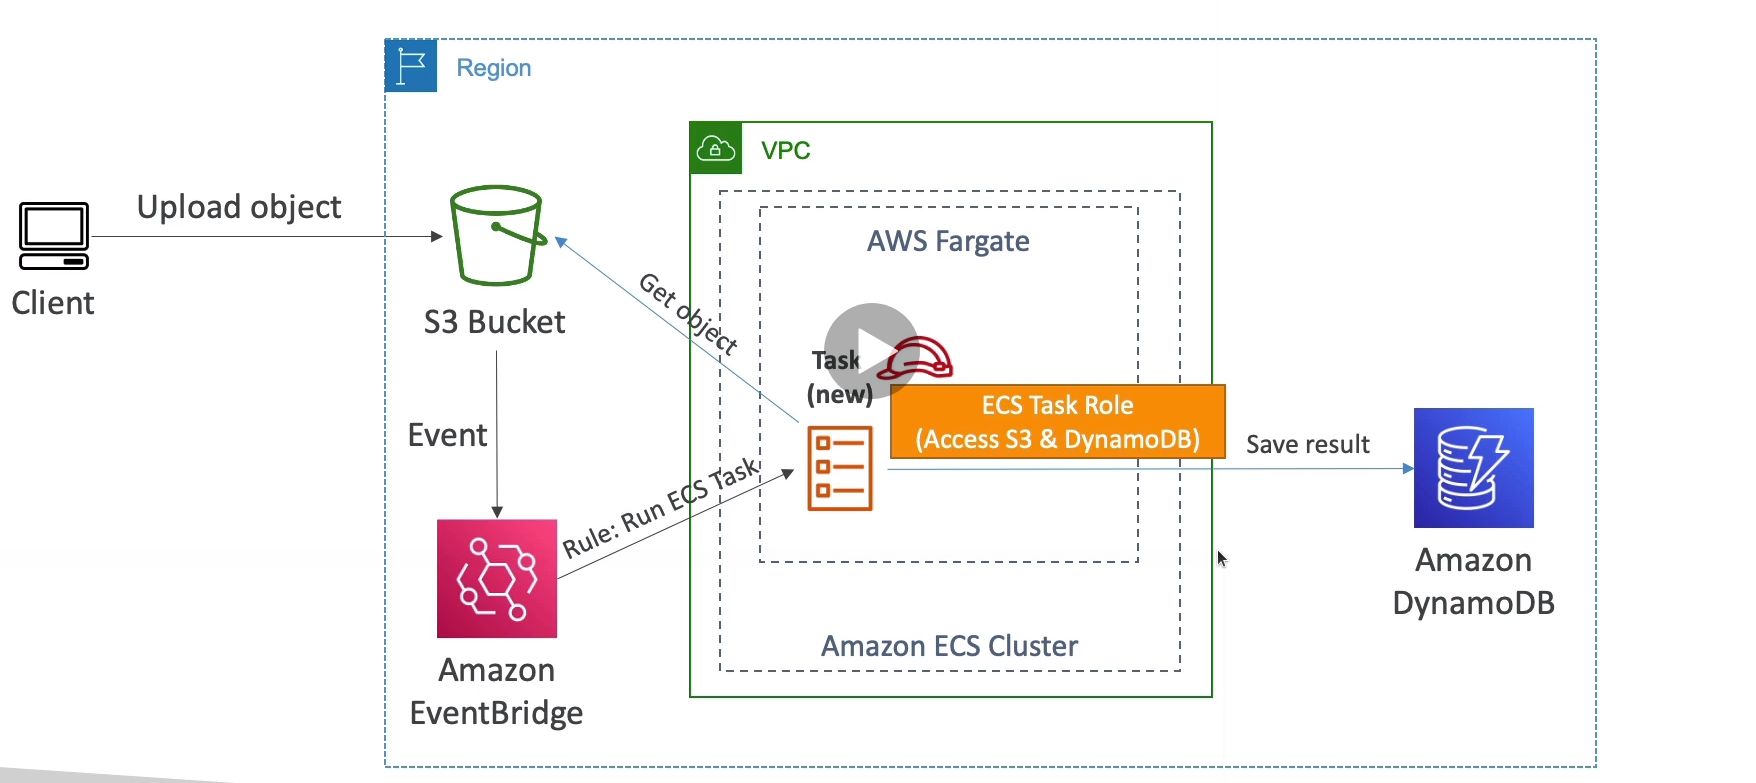 Region
VPC
Upload object
AWS Fargate
Client
S3 Bucket
Get object
Task
(new)
ECS Task Role
(Access S3 & DynamoDB)
Event
Save result
Rule: Run ECS Task
Amazon
DynamoDB
Amazon ECS Cluster
Amazon
EventBridge